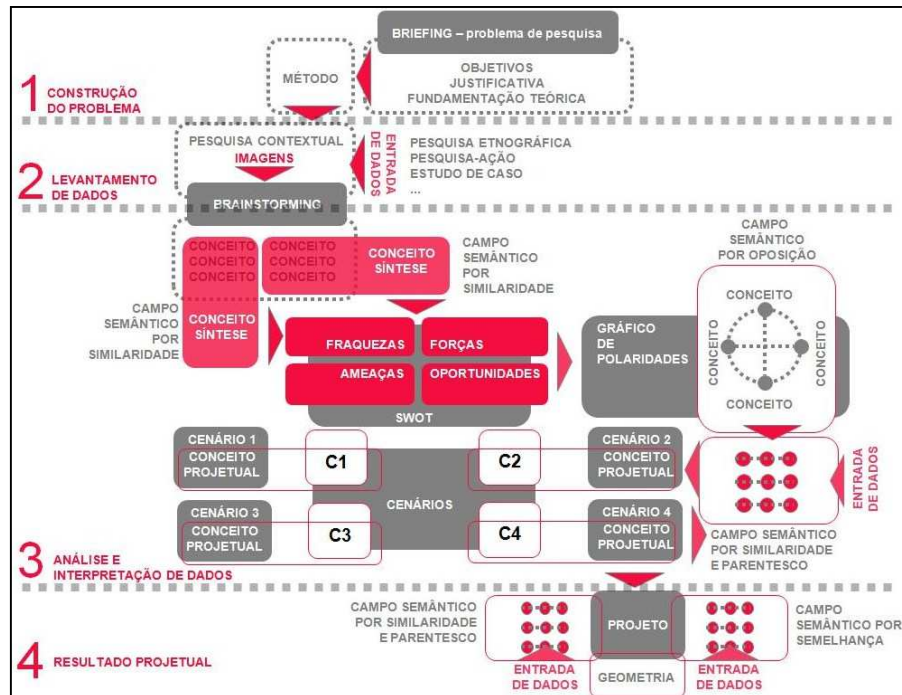 BRIEFING – problema de pesquisa
OBJETIVOS
JUSTIFICATIVA
FUNDAMENTAÇÃO TEÓRICA
MÉTODO
1 CONSTRUÇÃO
DO PROBLEMA
PESQUISA CONTEXTUAL
IMAGENS
ENTRADA
DE DADOS
PESQUISA ETNOGRÁFICA
PESQUISA-AÇÃO
ESTUDO DE CASO
...
2 LEVANTAMENTO
DE DADOS
BRAINSTORMING
CONCEITO
CONCEITO
CONCEITO
CONCEITO
CONCEITO
CONCEITO
CONCEITO
SÍNTESE
CAMPO
SEMÂNTICO
POR
SIMILARIDADE
CAMPO
SEMÂNTICO
POR OPOSIÇÃO
CAMPO
SEMÂNTICO
POR
SIMILARIDADE
CONCEITO
SÍNTESE
FRAQUEZAS
FORÇAS
AMEAÇAS
OPORTUNIDADES
SWOT
GRÁFICO
DE
POLARIDADES
CONCEITO
CONCEITO
CONCEITO
CONCEITO
CENÁRIO 1
CONCEITO
PROJETUAL
C1
C2
CENÁRIO 2
CONCEITO
PROJETUAL
ENTRADA
DE DADOS
CENÁRIOS
CENÁRIO 3
CONCEITO
PROJETUAL
C3
C4
CENÁRIO 4
CONCEITO
PROJETUAL
CAMPO SEMÂNTICO
POR SIMILARIDADE
E PARENTESCO
3 ANÁLISE E
INTERPRETAÇÃO DE DADOS
CAMPO SEMÂNTICO
POR SIMILARIDADE
E PARENTESCO
PROJETO
CAMPO
SEMÂNTICO POR
SEMELHANÇA
4 RESULTADO PROJETUAL
ENTRADA
DE DADOS
GEOMETRIA
ENTRADA
DE DADOS